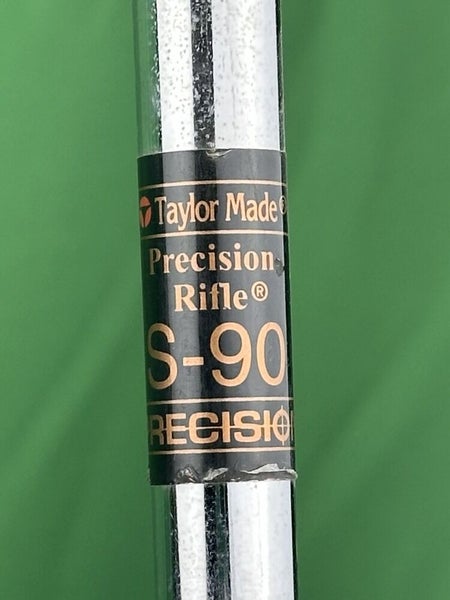 Taylor Made®
Precision
Rifle®
S-90
RECISIO